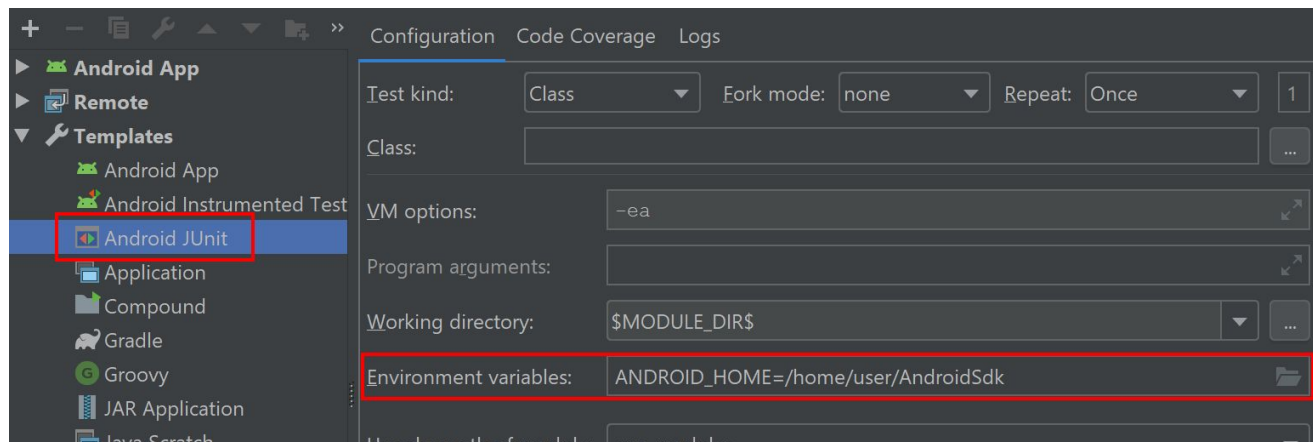 Configuration Code Coverage Logs
Android App
Remote
Templates
Android App
Android Instrumented Test
Android JUnit
Application
Compound
Gradle
Groovy
JAR Application
Test kind: Class Fork mode: none Repeat: Once 1
Class: ...
VM options: -ea
Program arguments:
Working directory: $MODULE_DIR$ ...
Environment variables: ANDROID_HOME=/home/user/AndroidSdk